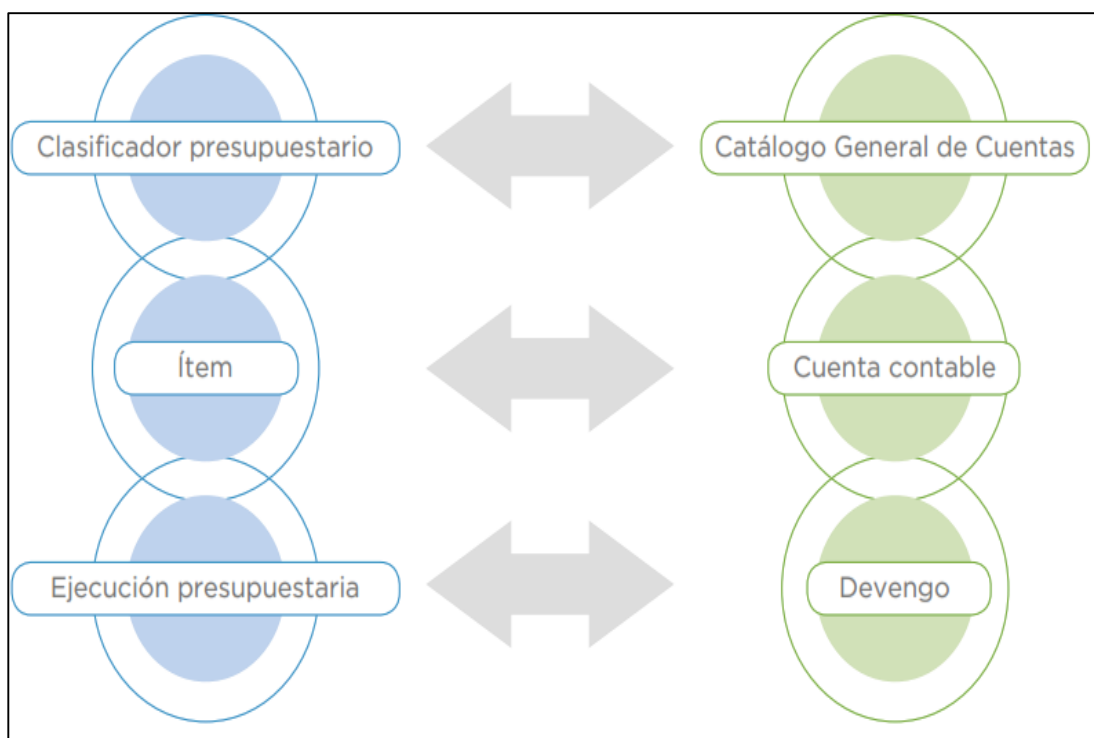 Clasificador presupuestario
Catálogo General de Cuentas
Ítem
Cuenta contable
Ejecución presupuestaria
Devengo